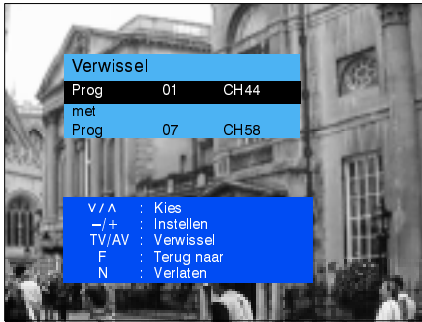 Verwissel
Prog 01 CH44
met
Prog 07 CH58
∨/∧ : Kies
–/+ : Instellen
TV/AV : Verwissel
F : Terug naar
N : Verlaten